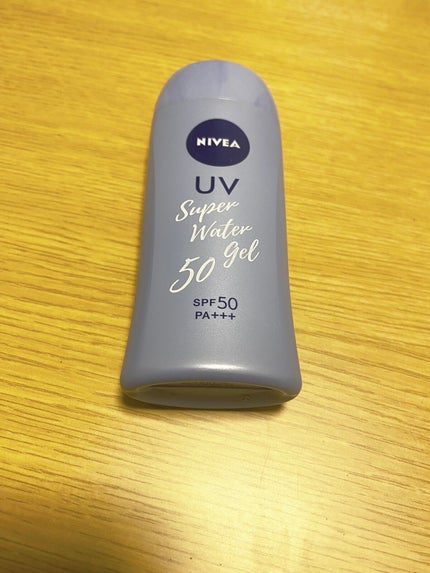 NIVEA
UV
Super
Water
Gel
50
SPF50
PA+++